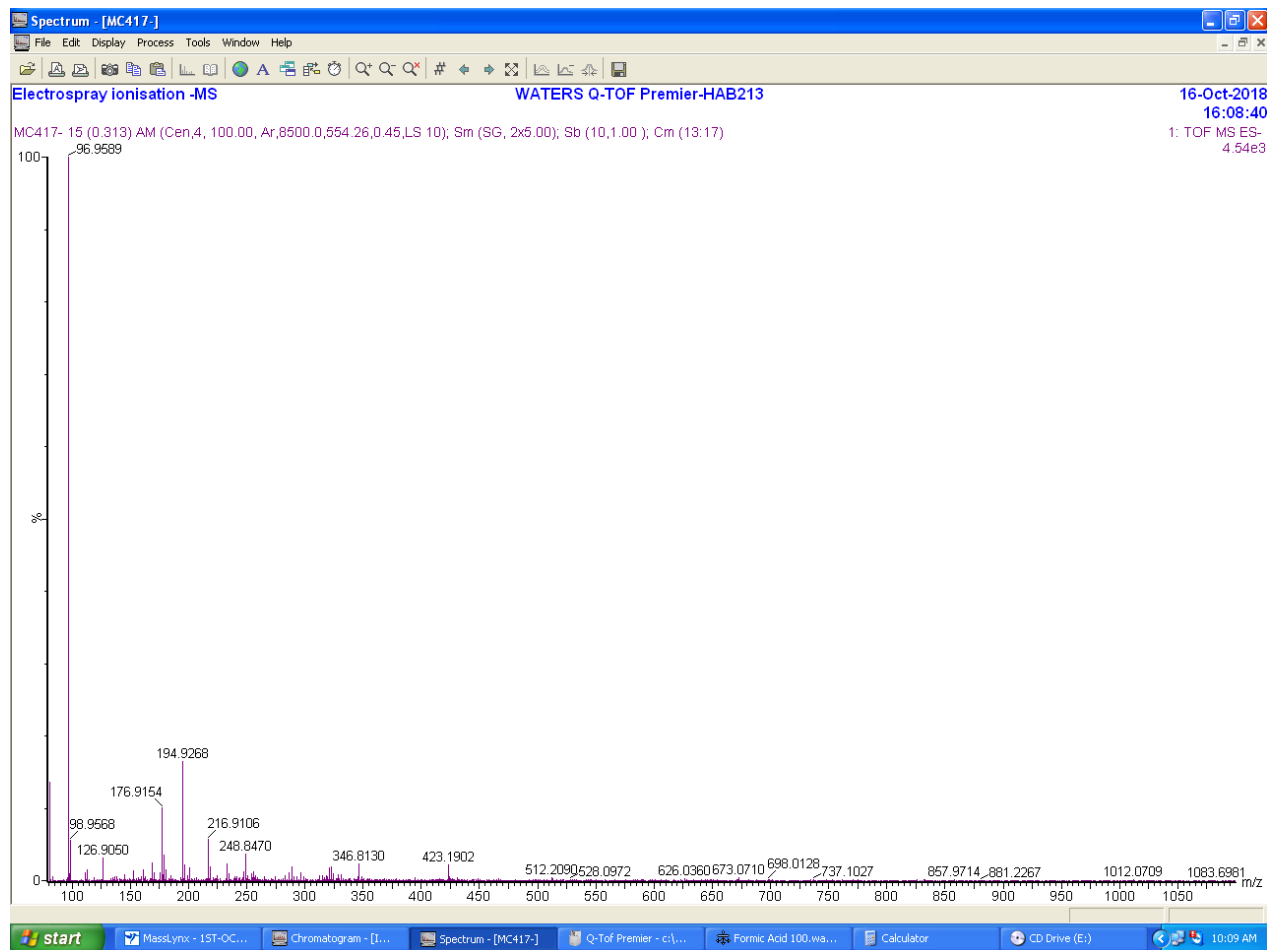 Spectrum - [MC417-]
File Edit Display Process Tools Window Help
Electrospray ionisation -MS WATERS Q-TOF Premier-HAB213 16-Oct-2018
16:08:40
MC417- 15 (0.313) AM (Cen,4, 100.00, Ar,8500.0,554.26,0.45,LS 10); Sm (SG, 2x5.00); Sb (10,1.00 ); Cm (13:17) 1: TOF MS ES-
4.54e3
96.9589
100
%
194.9268
176.9154
98.9568
216.9106
126.9050
248.8470
346.8130
423.1902
512.2090 528.0972 626.0360 673.0710 698.0128 737.1027 857.9714 881.2267 1012.0709 1083.6981
0 m/z
100 150 200 250 300 350 400 450 500 550 600 650 700 750 800 850 900 950 1000 1050
start MassLynx - 1ST-OC... Chromatogram - [I... Spectrum - [MC417-] Q-Tof Premier - c:\... Formic Acid 100.wa... Calculator CD Drive (E:) 10:09 AM